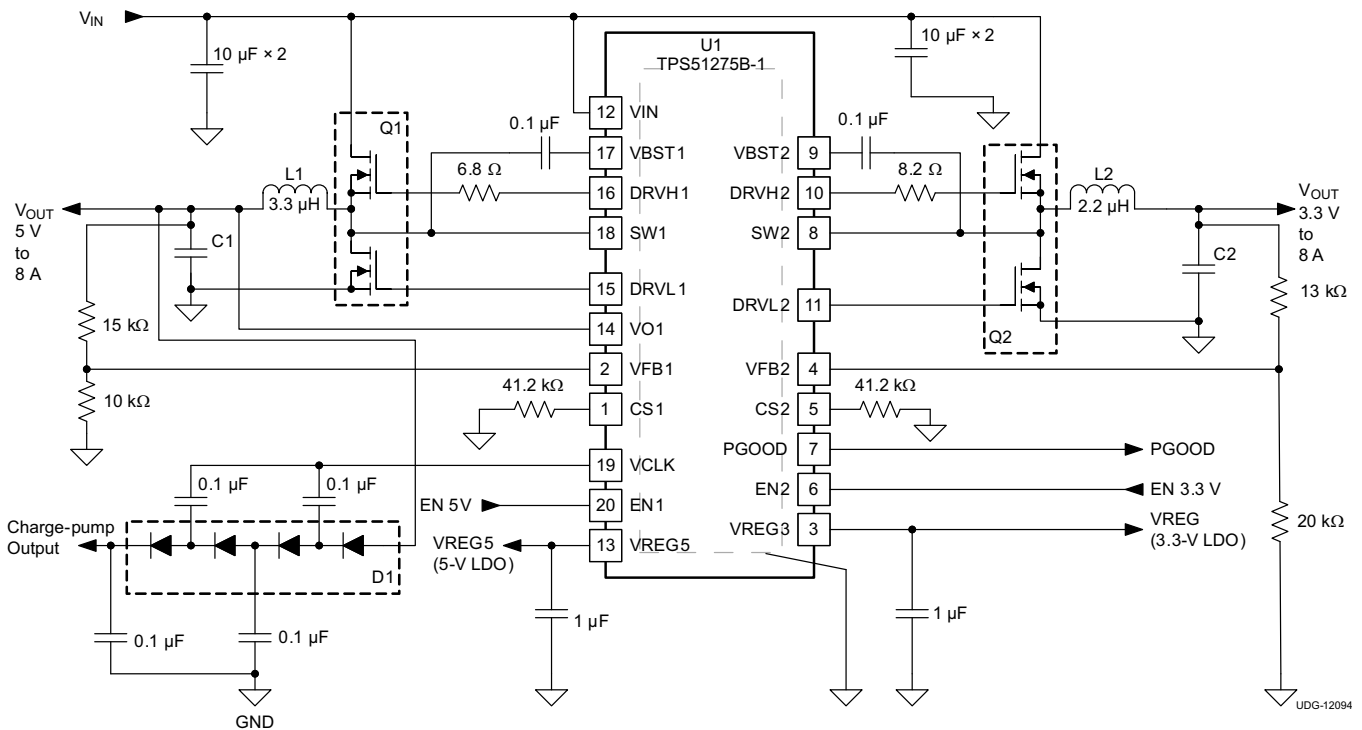 VIN
10 µF × 2
U1
TPS51275B-1
10 µF × 2
12 VIN
Q1
0.1 µF
17 VBST1
VBST2 9
0.1 µF
6.8 Ω
16 DRVH1
DRVH2 10
8.2 Ω
L1
3.3 µH
L2
2.2 µH
VOUT
5 V
to
8 A
VOUT
3.3 V
to
8 A
C1
18 SW1
SW2 8
C2
15 DRVL1
DRVL2 11
13 kΩ
15 kΩ
14 VO1
Q2
2 VFB1
VFB2 4
10 kΩ
41.2 kΩ
1 CS1
CS2 5
41.2 kΩ
PGOOD 7
PGOOD
19 VCLK
0.1 µF
0.1 µF
EN2 6
EN 3.3 V
EN 5V
20 EN1
Charge-pump
Output
VREG3 3
VREG
(3.3-V LDO)
20 kΩ
VREG5
(5-V LDO)
13 VREG5
D1
0.1 µF
0.1 µF
1 µF
1 µF
GND
UDG-12094